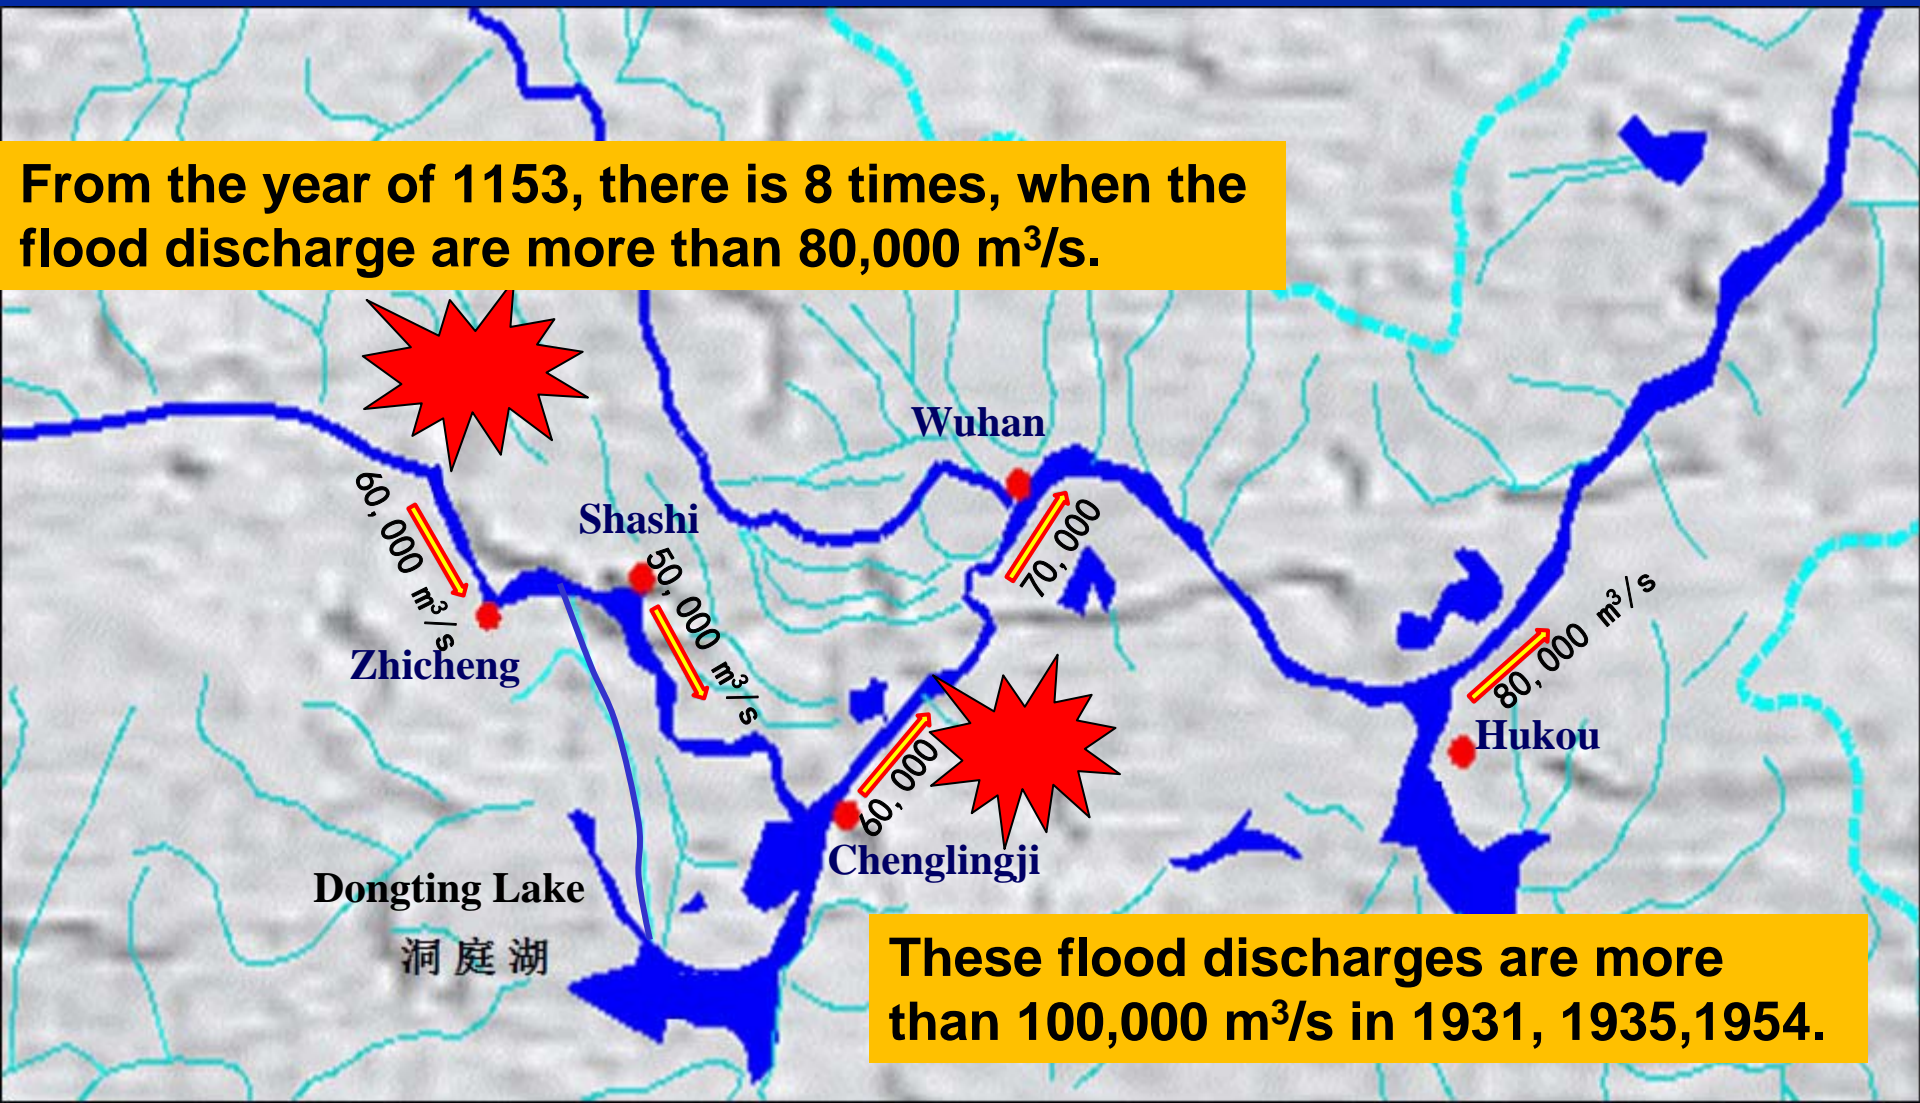 From the year of 1153, there is 8 times, when the
flood discharge are more than 80,000 m³/s.
Wuhan
60,000 m³/s
Shashi
50,000 m³/s
70,000
80,000 m³/s
Zhicheng
Hukou
60,000
Chenglingji
Dongting Lake
洞庭湖
These flood discharges are more
than 100,000 m³/s in 1931, 1935,1954.